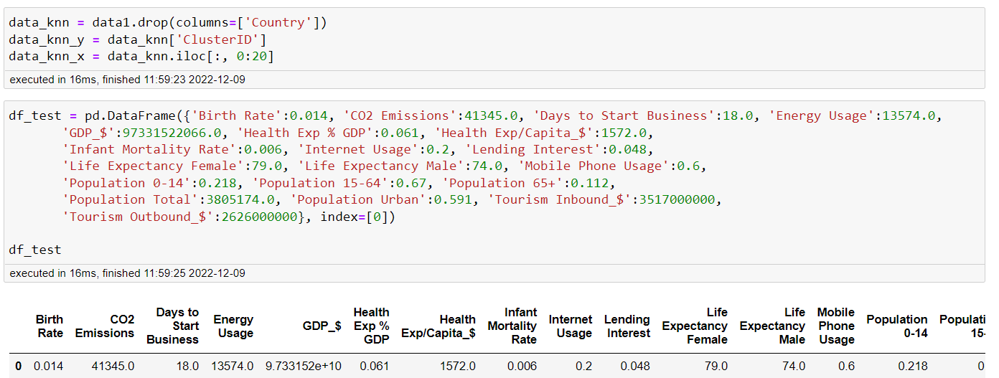 data_knn = data1.drop(columns=['Country'])
data_knn_y = data_knn['ClusterID']
data_knn_x = data_knn.iloc[:, 0:20]
executed in 16ms, finished 11:59:23 2022-12-09
df_test = pd.DataFrame({'Birth Rate':0.014, 'CO2 Emissions':41345.0, 'Days to Start Business':18.0, 'Energy Usage':13574.0,
'GDP_$':97331522066.0, 'Health Exp % GDP':0.061, 'Health Exp/Capita_$':1572.0,
'Infant Mortality Rate':0.006, 'Internet Usage':0.2, 'Lending Interest':0.048,
'Life Expectancy Female':79.0, 'Life Expectancy Male':74.0, 'Mobile Phone Usage':0.6,
'Population 0-14':0.218, 'Population 15-64':0.67, 'Population 65+':0.112,
'Population Total':3805174.0, 'Population Urban':0.591, 'Tourism Inbound_$':3517000000,
'Tourism Outbound_$':2626000000}, index=[0])
df_test
executed in 16ms, finished 11:59:25 2022-12-09
Days to Health Infant Life Life Mobile
Birth CO2 Start Energy GDP_$ Exp % Health Mortality Internet Lending Expectancy Expectancy Phone Population Populati
Rate Emissions Business Usage GDP Exp/Capita_$ Rate Usage Interest Female Male Usage 0-14 15-
0 0.014 41345.0 18.0 13574.0 9.733152e+10 0.061 1572.0 0.006 0.2 0.048 79.0 74.0 0.6 0.218 0.